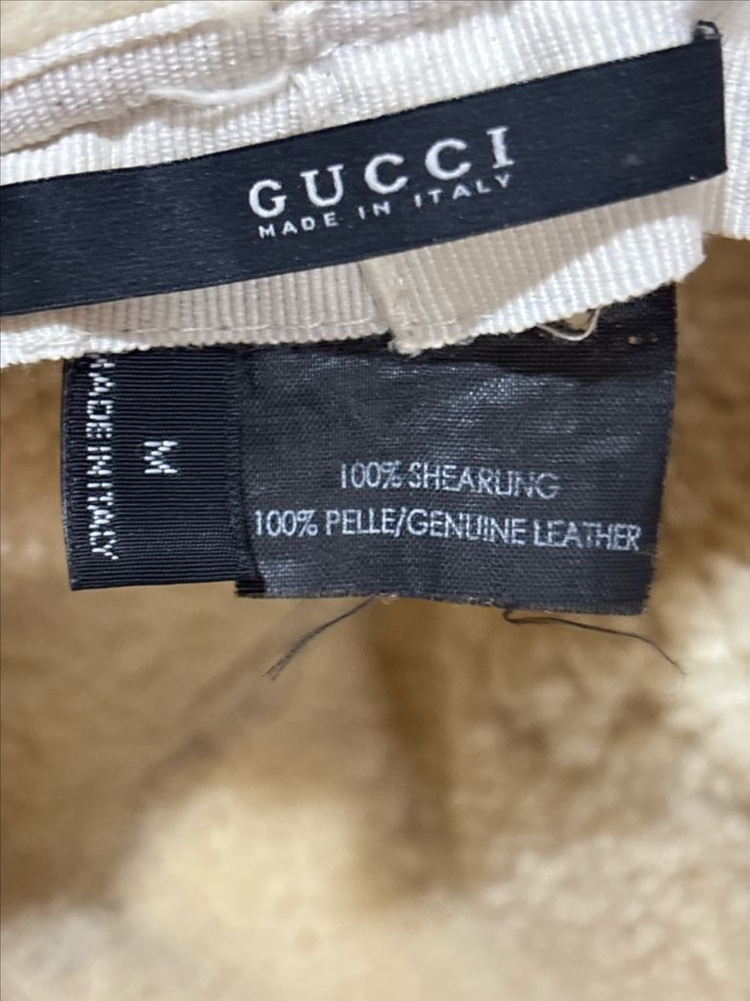 GUCCI
MADE IN ITALY
MADE IN ITALY
M
100% SHEARLING
100% PELLE/GENUINE LEATHER